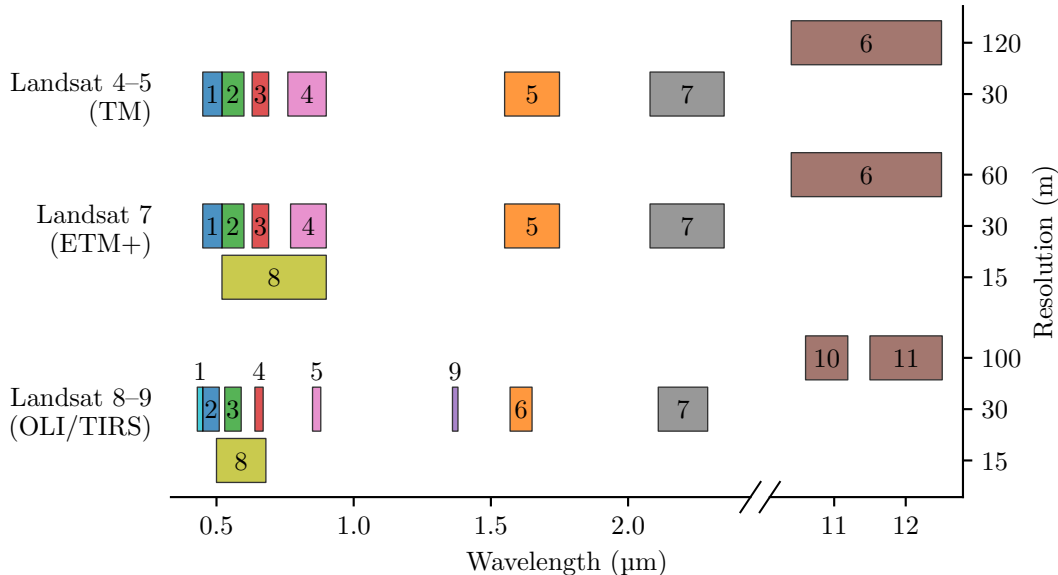 6
120
Landsat 4–5
(TM)
1 2 3 4 5 7
30
6
60
Landsat 7
(ETM+)
1 2 3 4 5 7
30
8
15
Resolution (m)
10 11
100
1 4 5 9
Landsat 8–9
(OLI/TIRS)
2 3 6 7
30
8
15
0.5 1.0 1.5 2.0 11 12
Wavelength (µm)